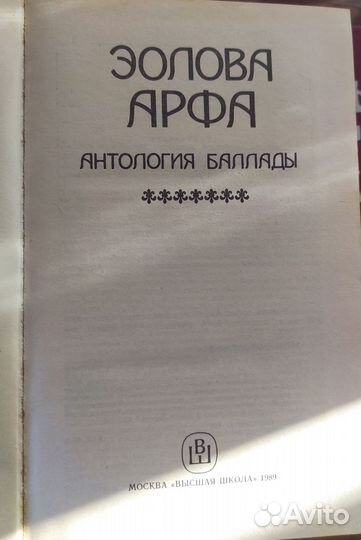 ЭОЛОВА
АРФА
АНТОЛОГИЯ БАЛЛАДЫ
ВШ
МОСКВА «ВЫСШАЯ ШКОЛА» 1989
Avito